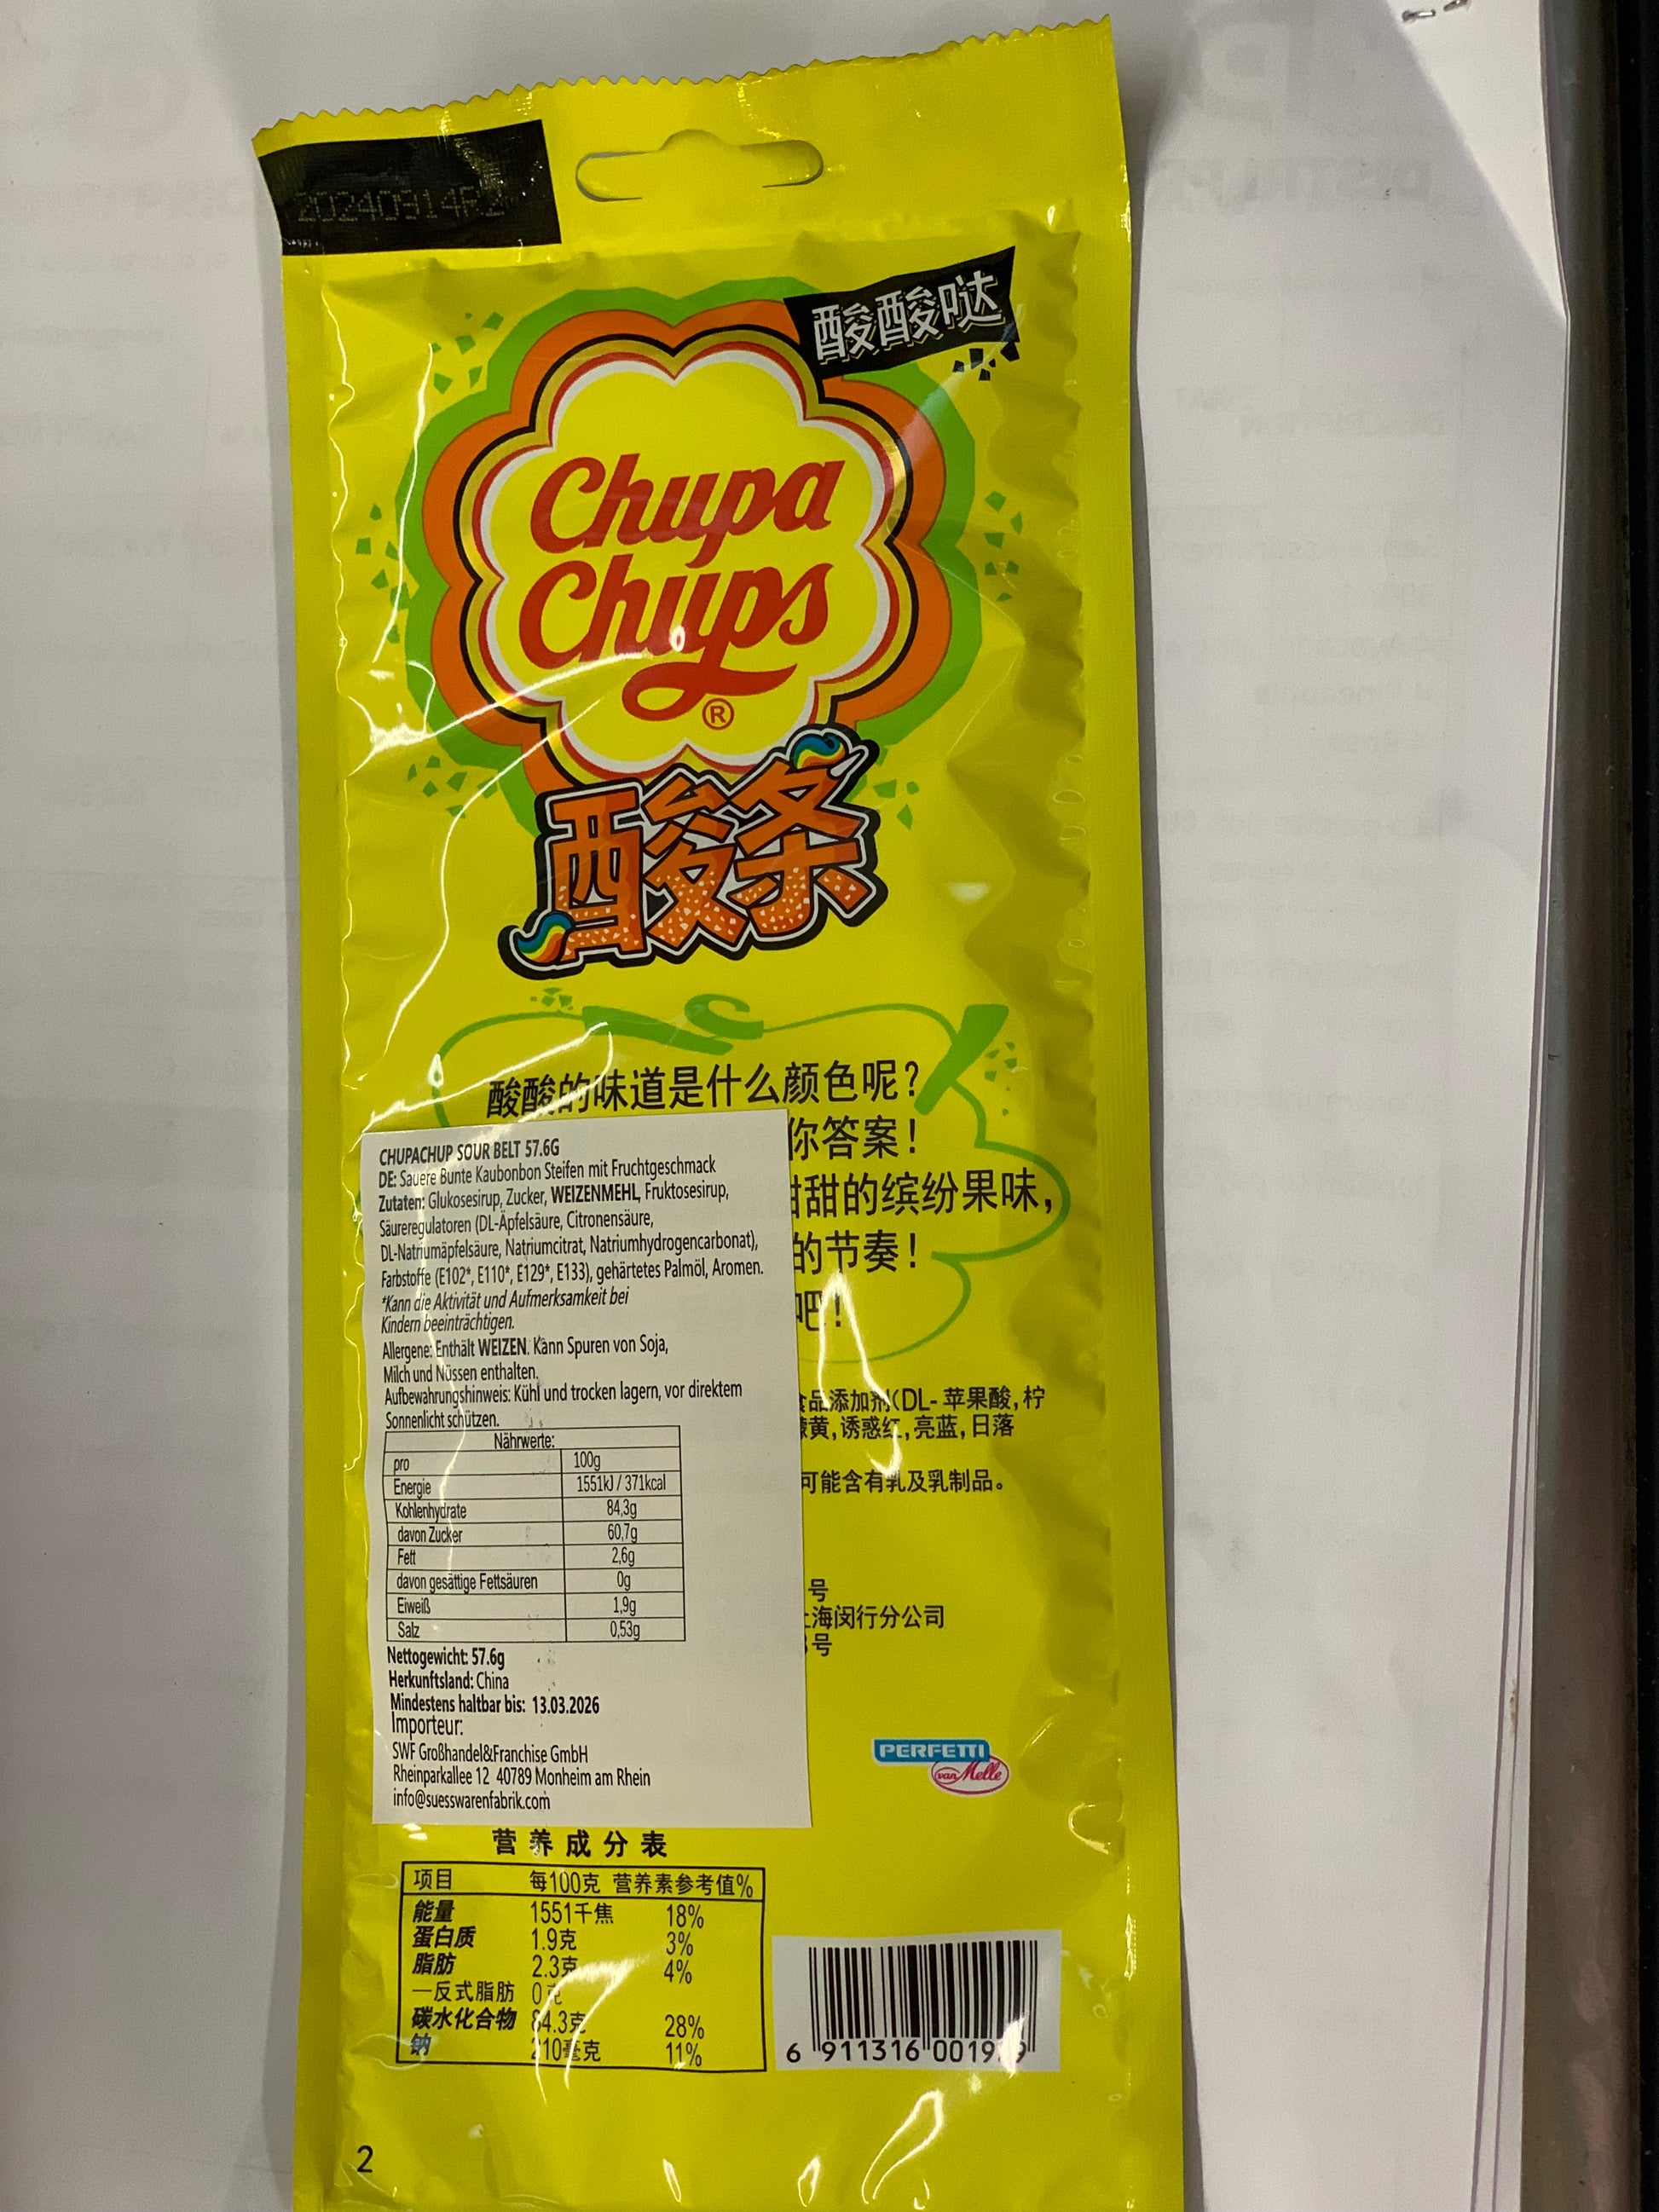 20240914F2
酸酸哒
Chupa
Chups
®
酸条
酸酸的味道是什么颜色呢？
你答案！
甜甜的缤纷果味，
的节奏！
吧！
CHUPACHUP SOUR BELT 57.6G
DE: Sauere Bunte Kaubonbon Steifen mit Fruchtgeschmack
Zutaten: Glukosesirup, Zucker, WEIZENMEHL, Fruktosesirup,
Säureregulatoren (DL-Äpfelsäure, Citronensäure,
DL-Natriumäpfelsäure, Natriumcitrat, Natriumhydrogencarbonat),
Farbstoffe (E102*, E110*, E129*, E133), gehärtetes Palmöl, Aromen.
*Kann die Aktivität und Aufmerksamkeit bei
Kindern beeinträchtigen.
Allergene: Enthält WEIZEN. Kann Spuren von Soja,
Milch und Nüssen enthalten.
Aufbewahrungshinweis: Kühl und trocken lagern, vor direktem
Sonnenlicht schützen.
Nährwerte:
pro 100g
Energie 1551kJ / 371kcal
Kohlenhydrate 84,3g
davon Zucker 60,7g
Fett 2,6g
davon gesättige Fettsäuren 0g
Eiweiß 1,9g
Salz 0,53g
Nettogewicht: 57.6g
Herkunftsland: China
Mindestens haltbar bis: 13.03.2026
Importeur:
SWF Großhandel&Franchise GmbH
Rheinparkallee 12 40789 Monheim am Rhein
info@suesswarenfabrik.com
食品添加剂(DL-苹果酸,柠
檬黄,诱惑红,亮蓝,日落
可能含有乳及乳制品。
号
上海闵行分公司
号
PERFETTI
van Melle
营养成分表
项目 每100克 营养素参考值%
能量 1551千焦 18%
蛋白质 1.9克 3%
脂肪 2.3克 4%
—反式脂肪 0克
碳水化合物 84.3克 28%
钠 210毫克 11%
6 911316 001979
2